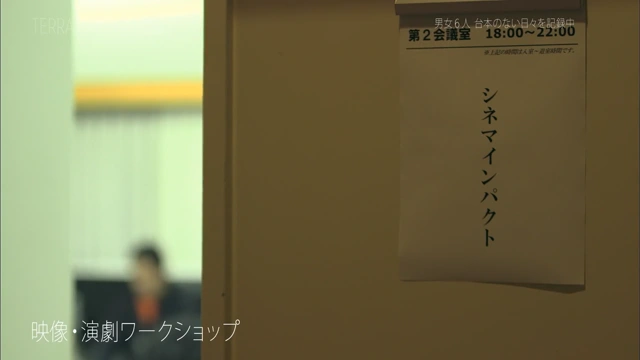 TERRA
男女6人 台本のない日々を記録中
第2会議室 18:00～22:00
シネマインパクト
映像・演劇ワークショップ